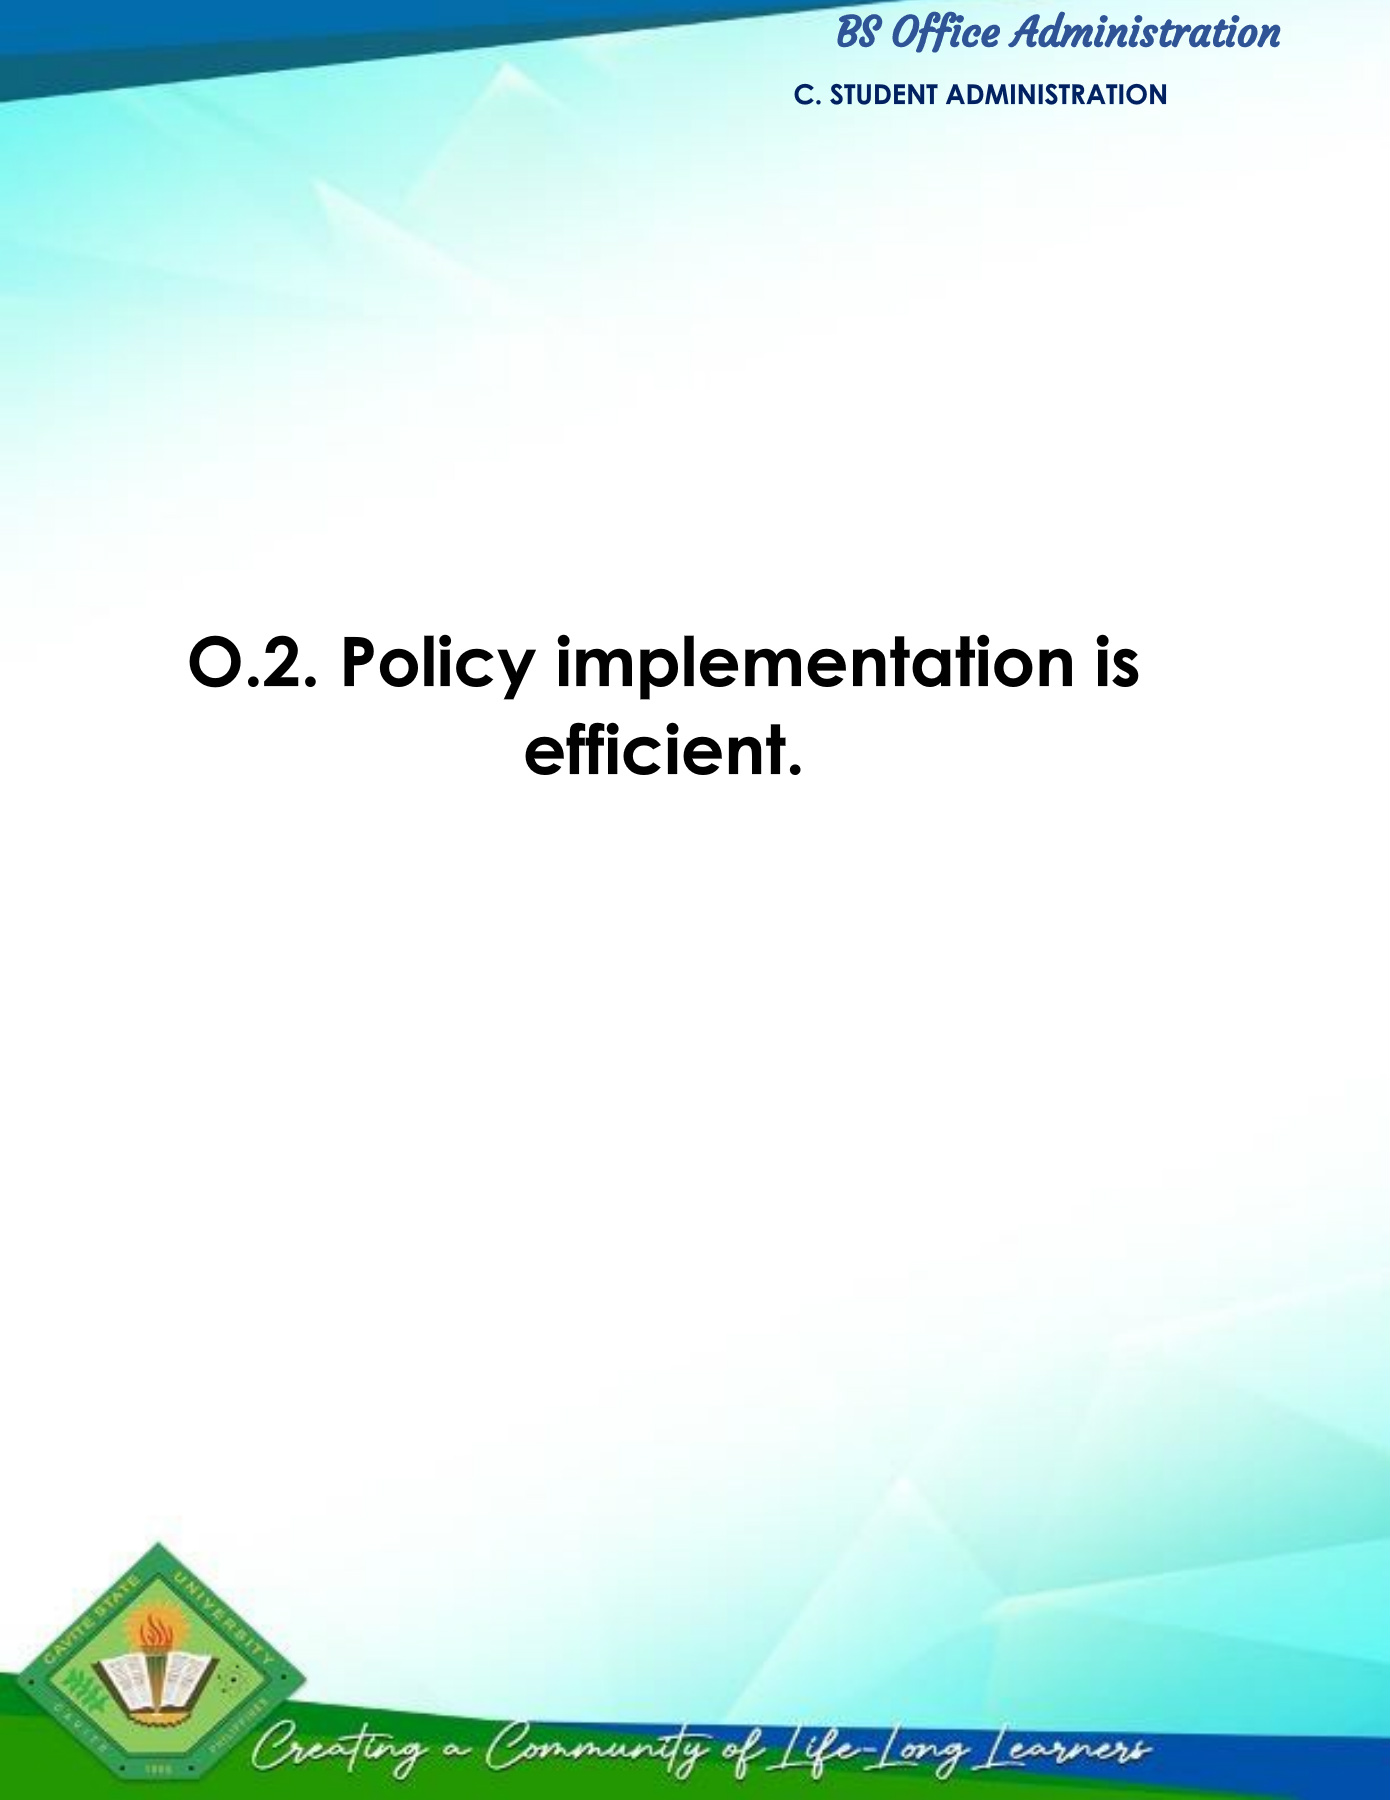 BS Office Administration
C. STUDENT ADMINISTRATION
O.2. Policy implementation is
efficient.
CAVITE STATE UNIVERSITY
CAVITE
PHILIPPINES
1906
Creating a Community of Life-Long Learners